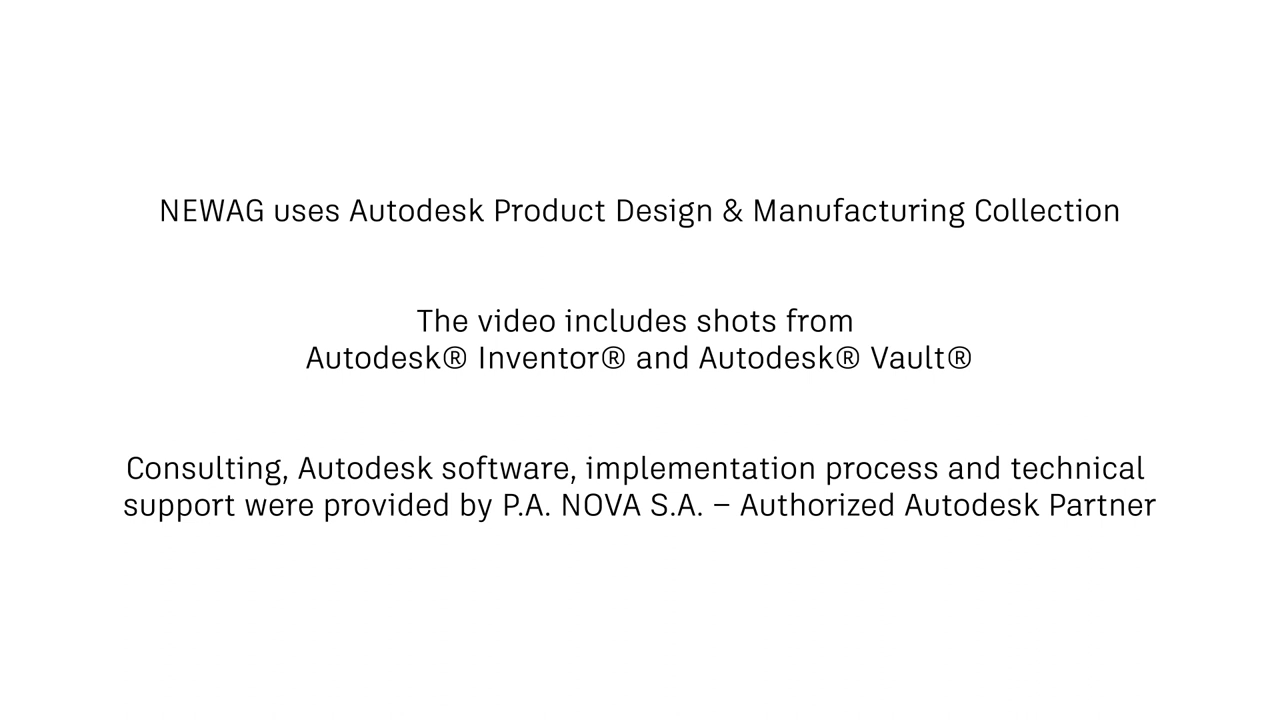 NEWAG uses Autodesk Product Design & Manufacturing Collection
The video includes shots from
Autodesk® Inventor® and Autodesk® Vault®
Consulting, Autodesk software, implementation process and technical
support were provided by P.A. NOVA S.A. – Authorized Autodesk Partner